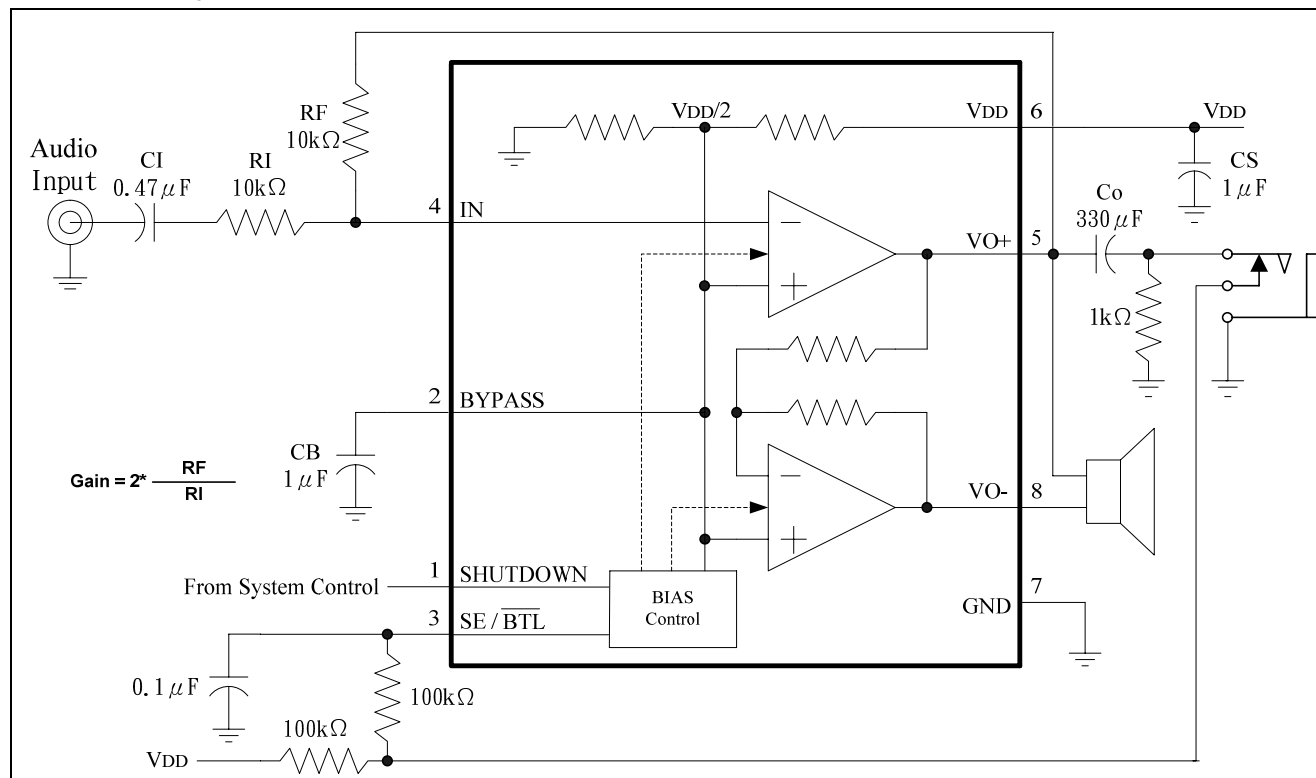 RF
10kΩ
VDD/2
VDD
6
VDD
Audio
Input
CI
0.47μF
RI
10kΩ
CS
1μF
Co
330μF
4
IN
VO+
5
1kΩ
2
BYPASS
CB
1μF
Gain = 2* RF
RI
VO-
8
From System Control
1
SHUTDOWN
BIAS
Control
3
SE/BTL
GND
7
0.1μF
100kΩ
100kΩ
VDD